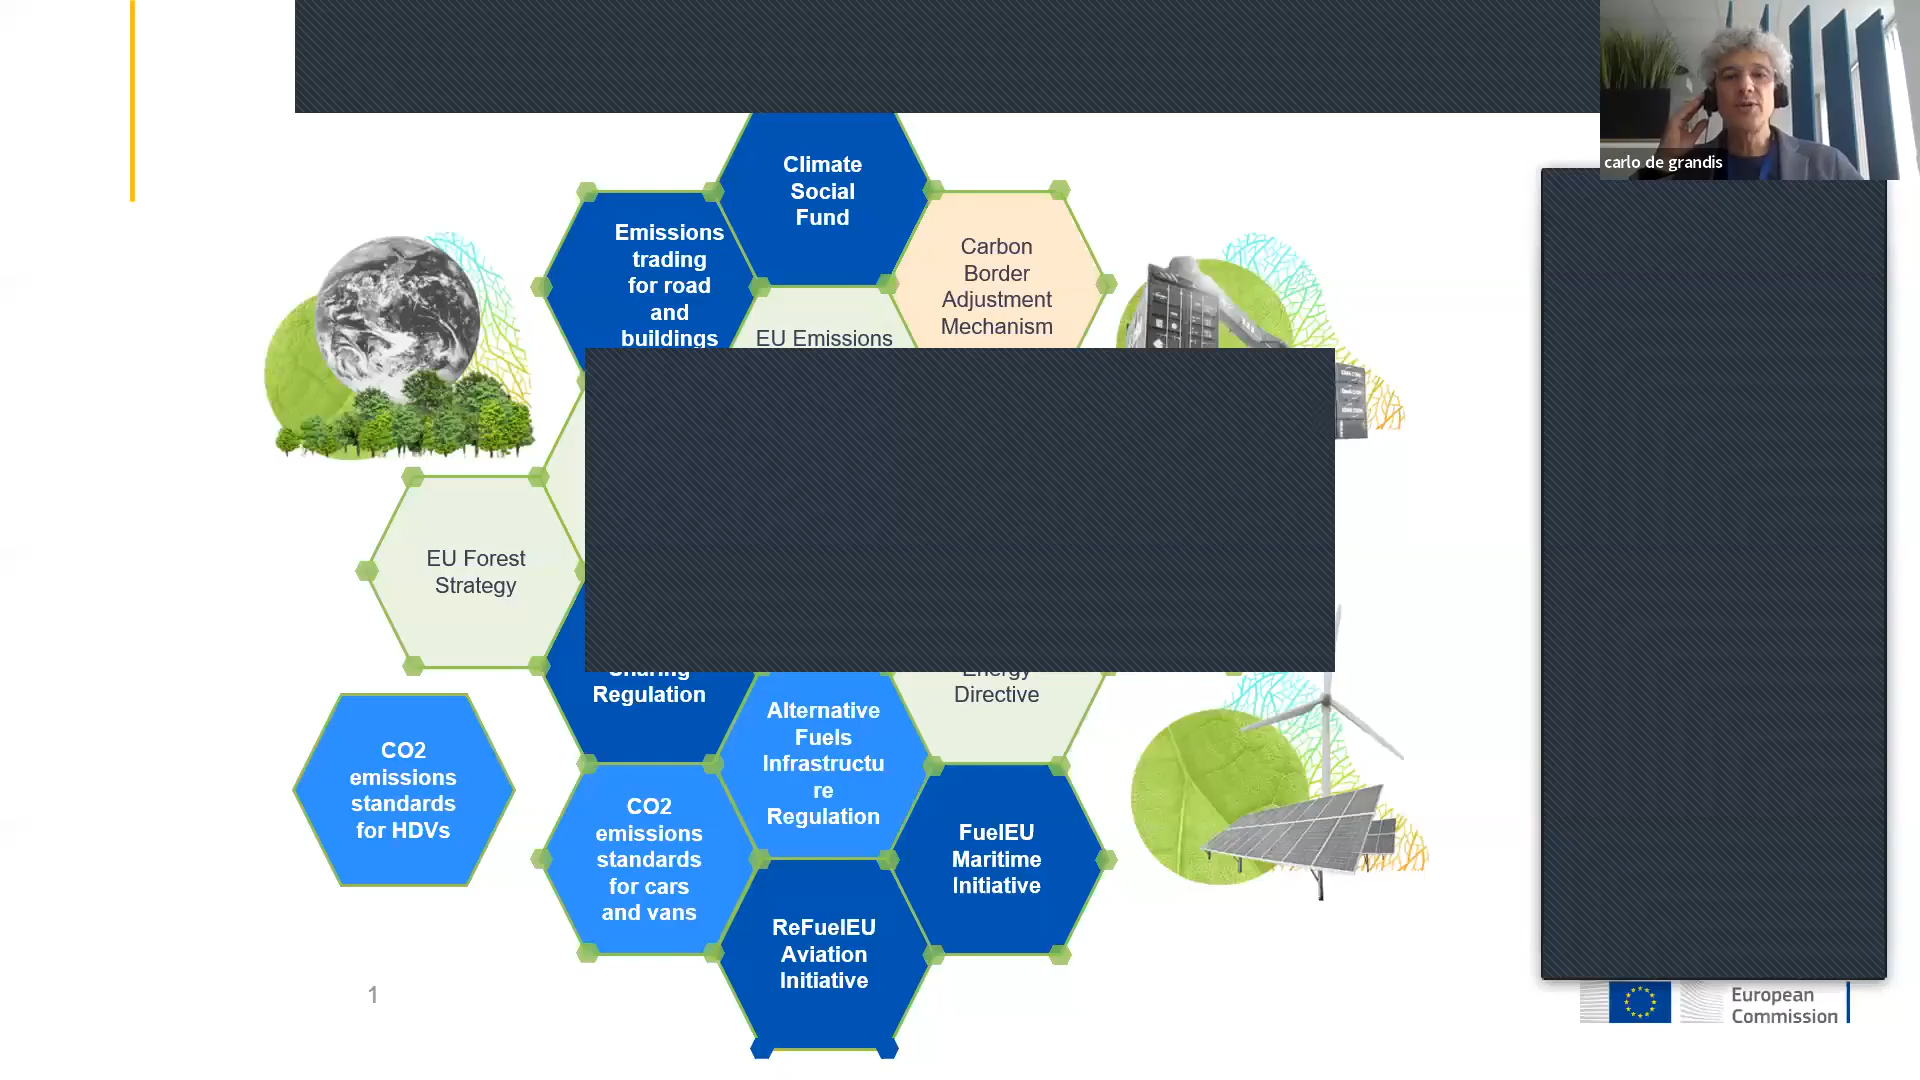 carlo de grandis
Climate
Social
Fund
Emissions
trading
for road
and
buildings
Carbon
Border
Adjustment
Mechanism
EU Emissions
EU Forest
Strategy
Sharing
Regulation
Energy
Directive
Alternative
Fuels
Infrastructu
re
Regulation
CO2
emissions
standards
for HDVs
CO2
emissions
standards
for cars
and vans
FuelEU
Maritime
Initiative
ReFuelEU
Aviation
Initiative
1
European
Commission